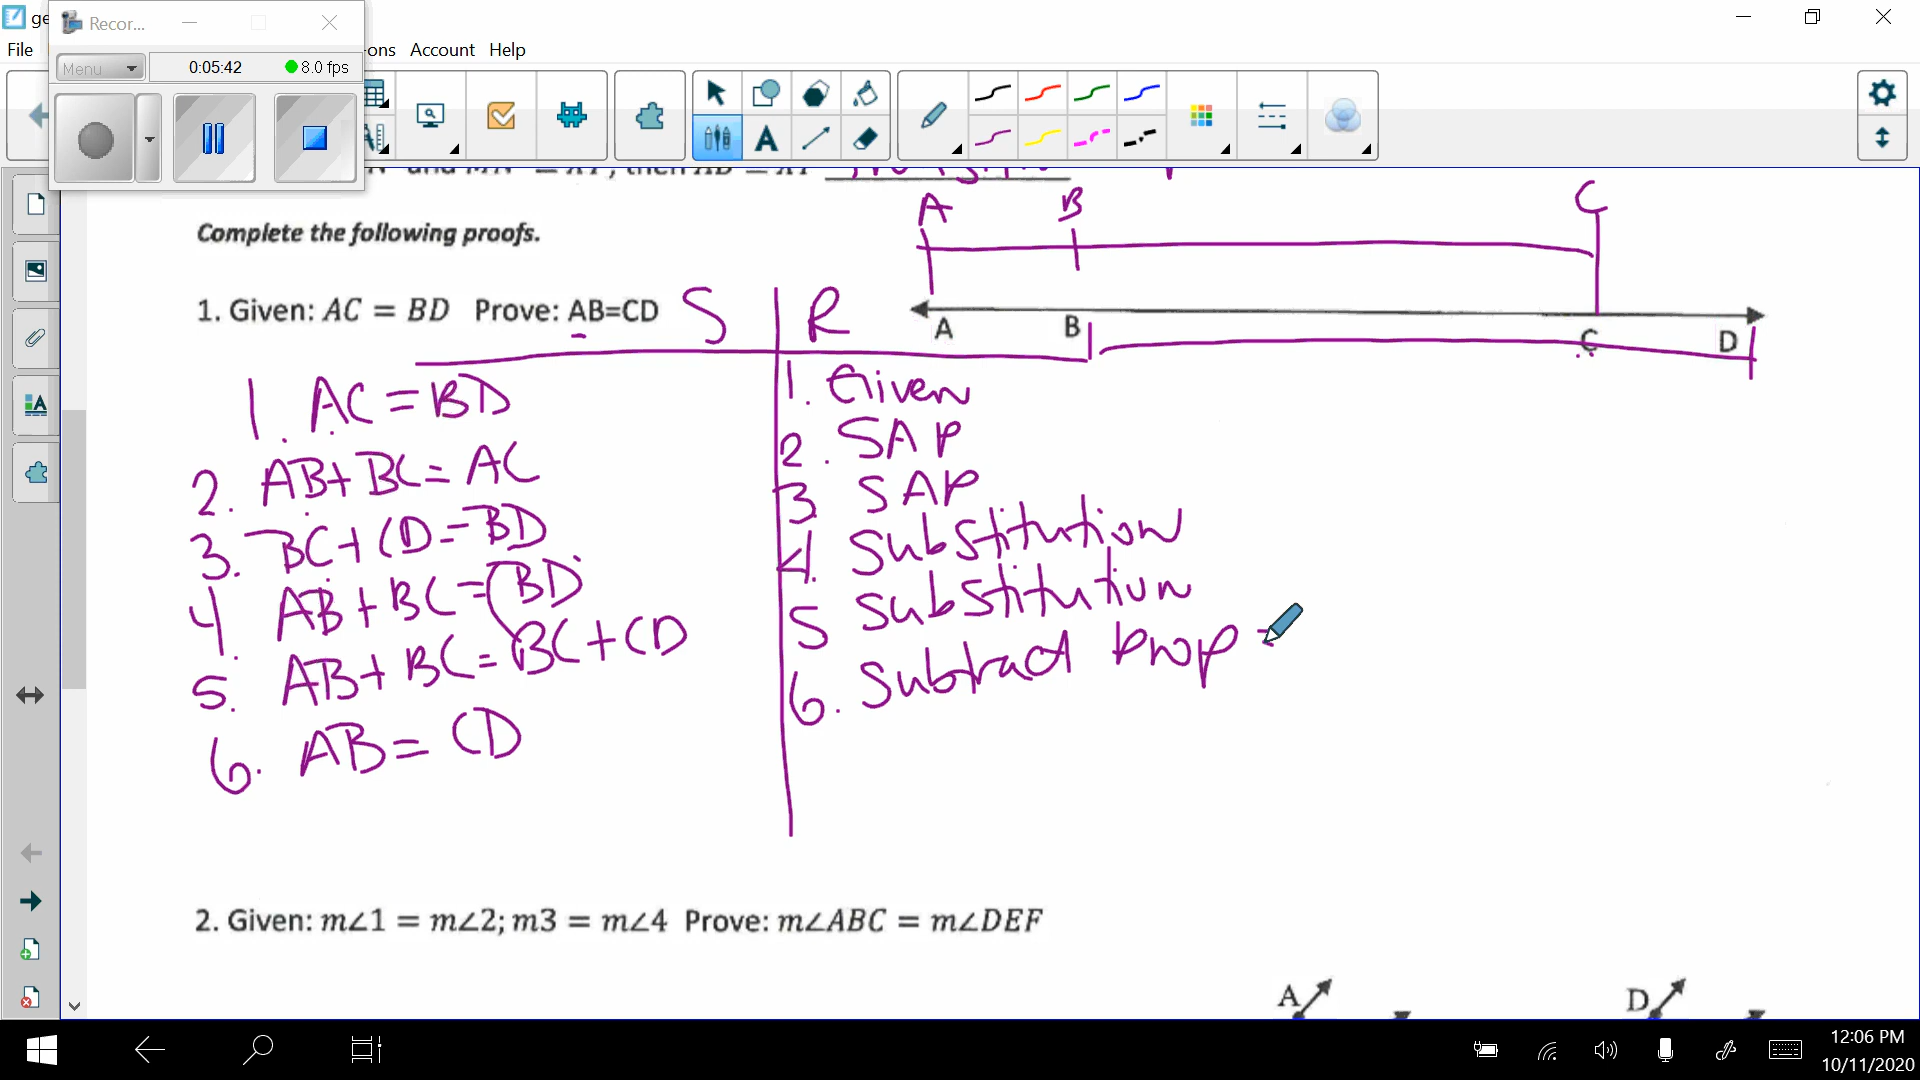 ge
Recor...
File
-ons Account Help
Menu
0:05:42
8.0 fps
A B C
Complete the following proofs.
1. Given: AC = BD Prove: AB=CD
S R
A B C D
1. AC = BD 1. Given
2. AB + BC = AC 2. SAP
3. BC + CD = BD 3. SAP
4. AB + BC = BD 4. Substitution
5. AB + BC = BC + CD 5 Substitution
6. AB = CD 6. Subtract Prop =
2. Given: m∠1 = m∠2; m3 = m∠4 Prove: m∠ABC = m∠DEF
A D
12:06 PM
10/11/2020